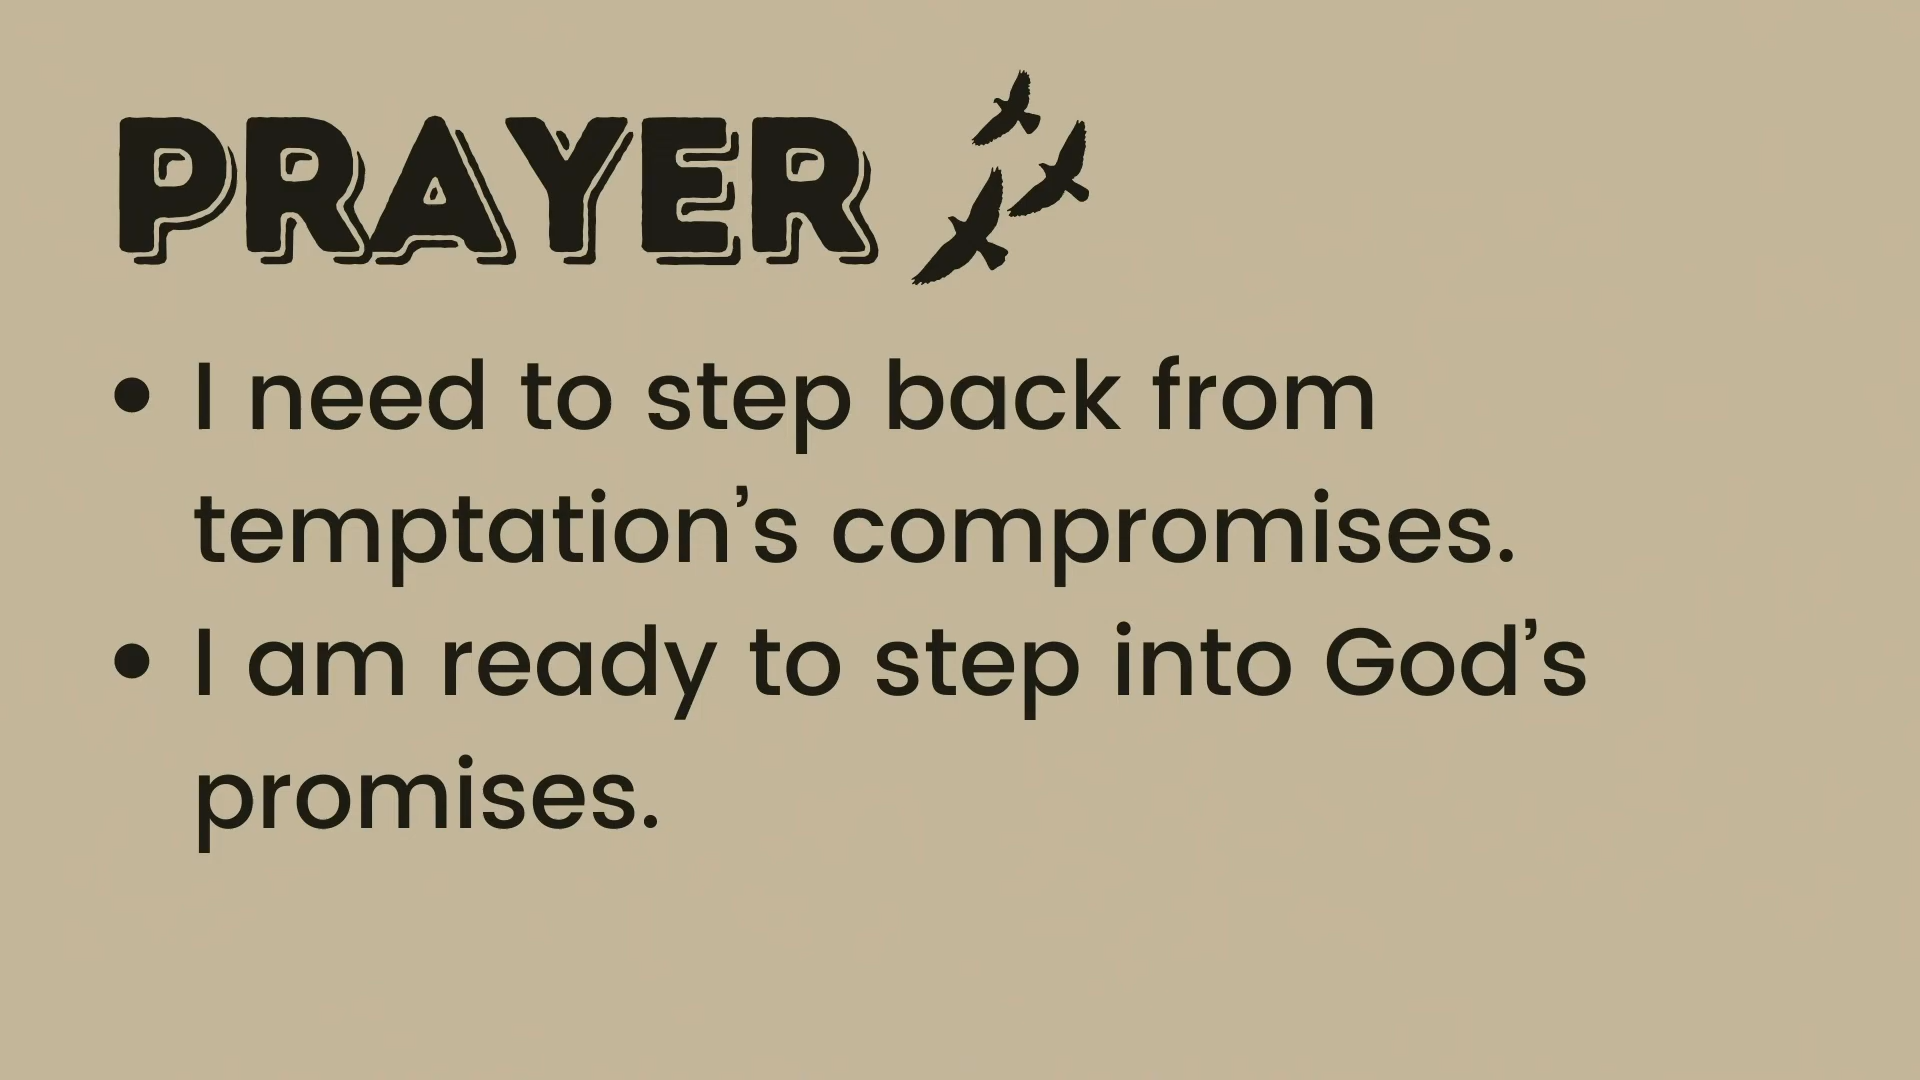 PRAYER
• I need to step back from
temptation’s compromises.
• I am ready to step into God’s
promises.